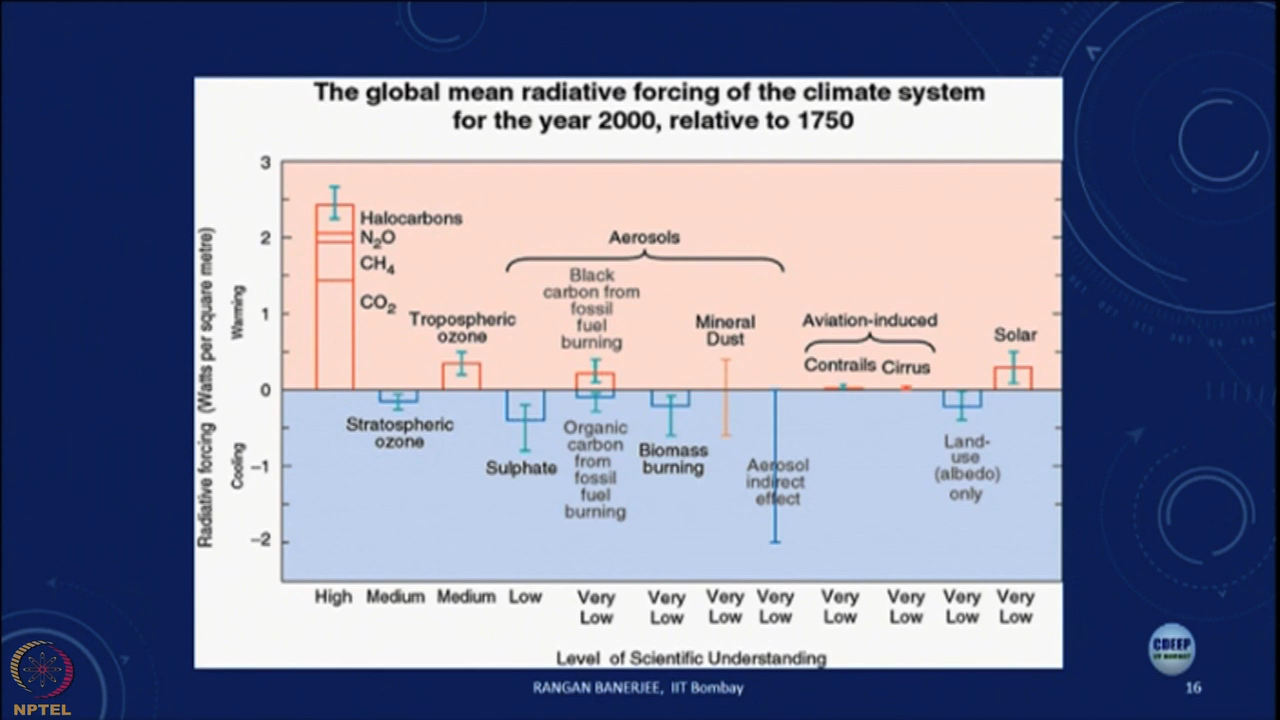 The global mean radiative forcing of the climate system
for the year 2000, relative to 1750
Radiative forcing (Watts per square metre)
Warming
Cooling
3
2
1
0
–1
–2
Halocarbons
N₂O
CH₄
CO₂
Stratospheric
ozone
Tropospheric
ozone
Aerosols
Sulphate
Black
carbon from
fossil
fuel
burning
Organic
carbon
from
fossil
fuel
burning
Biomass
burning
Mineral
Dust
Aerosol
indirect
effect
Aviation-induced
Contrails Cirrus
Land-
use
(albedo)
only
Solar
High Medium Medium Low Very Very Very Very Very Very Very Very
Low Low Low Low Low Low Low Low
Level of Scientific Understanding
RANGAN BANERJEE, IIT Bombay
16
NPTEL
CDEEP
IIT BOMBAY